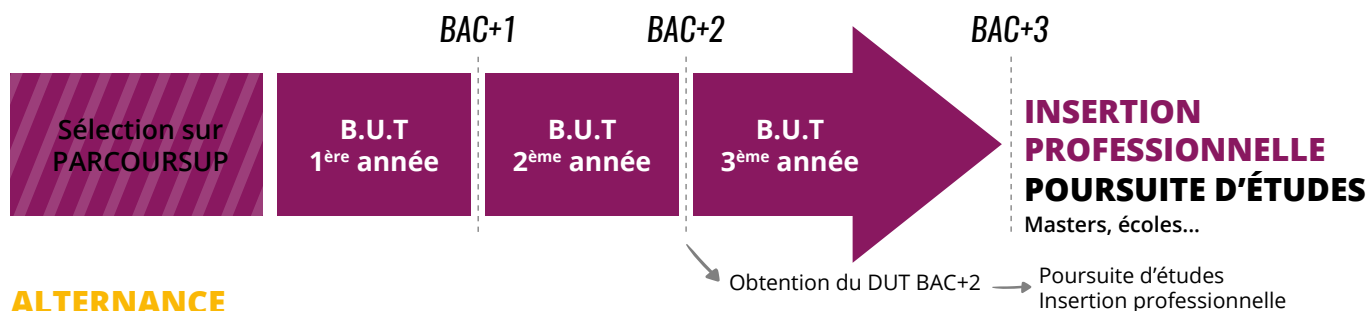 BAC+1
BAC+2
BAC+3
Sélection sur
PARCOURSUP
B.U.T
1ère année
B.U.T
2ème année
B.U.T
3ème année
INSERTION
PROFESSIONNELLE
POURSUITE D’ÉTUDES
Masters, écoles...
Obtention du DUT BAC+2
Poursuite d’études
Insertion professionnelle
ALTERNANCE